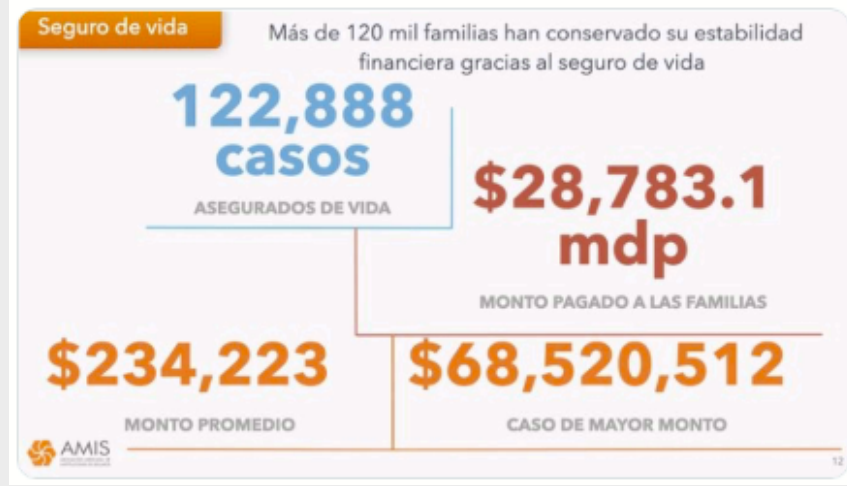 Seguro de vida
Más de 120 mil familias han conservado su estabilidad
financiera gracias al seguro de vida
122,888
casos
ASEGURADOS DE VIDA
$28,783.1
mdp
MONTO PAGADO A LAS FAMILIAS
$234,223
MONTO PROMEDIO
$68,520,512
CASO DE MAYOR MONTO
AMIS
12